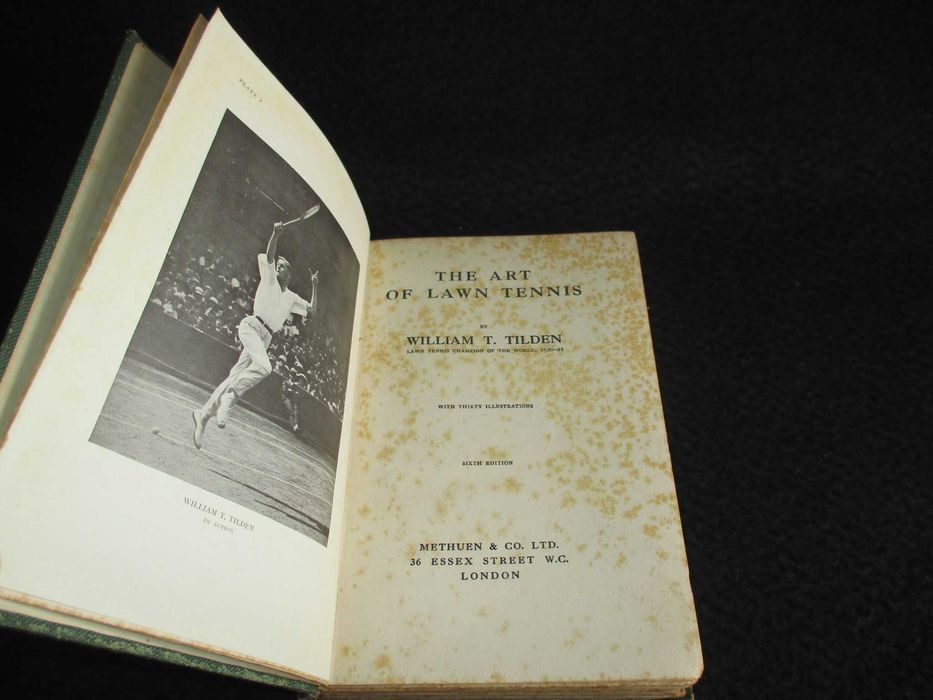 PLATE I
WILLIAM T. TILDEN
IN ACTION
THE ART
OF LAWN TENNIS
BY
WILLIAM T. TILDEN
LAWN TENNIS CHAMPION OF THE WORLD, 1920-21
WITH THIRTY ILLUSTRATIONS
SIXTH EDITION
METHUEN & CO. LTD.
36 ESSEX STREET W.C.
LONDON